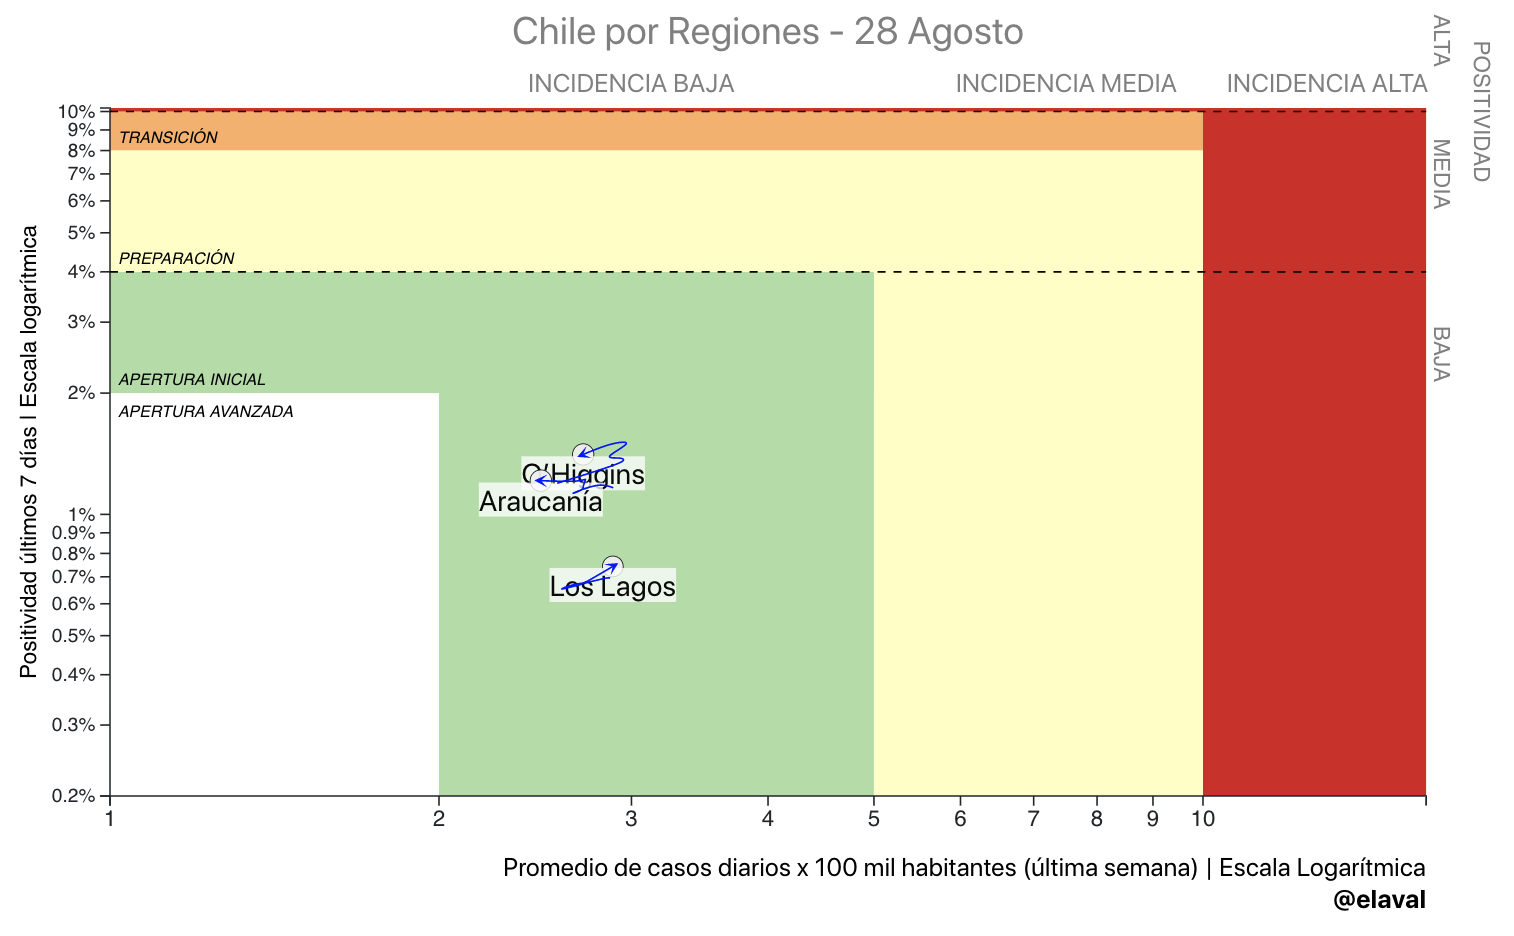 Chile por Regiones - 28 Agosto
INCIDENCIA BAJA
INCIDENCIA MEDIA
INCIDENCIA ALTA
ALTA
MEDIA
BAJA
POSITIVIDAD
Positividad últimos 7 días I Escala logarítmica
10%
9%
8%
7%
6%
5%
4%
3%
2%
1%
0.9%
0.8%
0.7%
0.6%
0.5%
0.4%
0.3%
0.2%
TRANSICIÓN
PREPARACIÓN
APERTURA INICIAL
APERTURA AVANZADA
O'Higgins
Araucanía
Los Lagos
1 2 3 4 5 6 7 8 9 10
Promedio de casos diarios x 100 mil habitantes (última semana) | Escala Logarítmica
@elaval